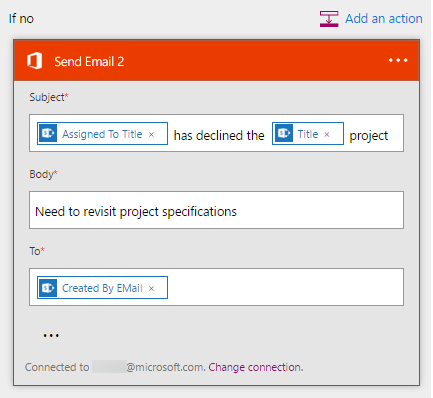 If no
Add an action
Send Email 2
Subject*
Assigned To Title × has declined the Title × project
Body*
Need to revisit project specifications
To*
Created By EMail ×
...
Connected to @microsoft.com. Change connection.